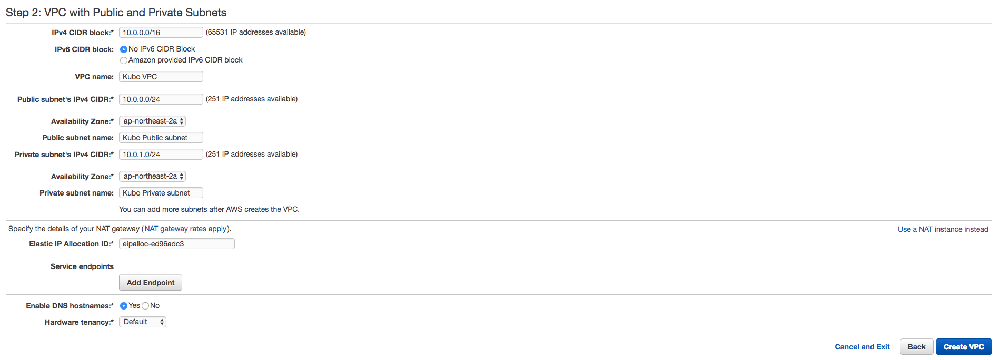 Step 2: VPC with Public and Private Subnets
IPv4 CIDR block:* 10.0.0.0/16 (65531 IP addresses available)
IPv6 CIDR block: No IPv6 CIDR Block
Amazon provided IPv6 CIDR block
VPC name: Kubo VPC
Public subnet's IPv4 CIDR:* 10.0.0.0/24 (251 IP addresses available)
Availability Zone:* ap-northeast-2a
Public subnet name: Kubo Public subnet
Private subnet's IPv4 CIDR:* 10.0.1.0/24 (251 IP addresses available)
Availability Zone:* ap-northeast-2a
Private subnet name: Kubo Private subnet
You can add more subnets after AWS creates the VPC.
Specify the details of your NAT gateway (NAT gateway rates apply). Use a NAT instance instead
Elastic IP Allocation ID:* eipalloc-ed96adc3
Service endpoints
Add Endpoint
Enable DNS hostnames:* Yes No
Hardware tenancy:* Default
Cancel and Exit Back Create VPC